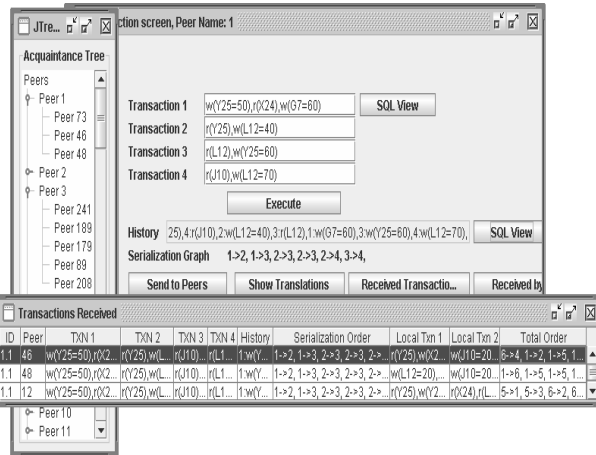 JTre...
ction screen, Peer Name: 1
Acquaintance Tree
Peers
Peer 1
Peer 73
Peer 46
Peer 48
Peer 2
Peer 3
Peer 241
Peer 189
Peer 179
Peer 89
Peer 208
Transaction 1 w(Y25=50),r(X24),w(G7=60) SQL View
Transaction 2 r(Y25),w(L12=40)
Transaction 3 r(L12),w(Y25=60)
Transaction 4 r(J10),w(L12=70)
Execute
History 25),4:r(J10),2:w(L12=40),3:r(L12),1:w(G7=60),3:w(Y25=60),4:w(L12=70), SQL View
Serialization Graph 1->2, 1->3, 2->3, 2->3, 2->4, 3->4,
Send to Peers Show Translations Received Transactio... Received by
Transactions Received
ID Peer TXN 1 TXN 2 TXN 3 TXN 4 History Serialization Order Local Txn 1 Local Txn 2 Total Order
1.1 46 w(Y25=50),r(X2... r(Y25),w(L... r(J10)... r(L1... 1:w(Y... 1->2, 1->3, 2->3, 2->3, 2->... r(Y25),w(X2... w(J10=20... 6->4, 1->2, 1->5, 1...
1.1 48 w(Y25=50),r(X2... r(Y25),w(L... r(J10)... r(L1... 1:w(Y... 1->2, 1->3, 2->3, 2->3, 2->... w(L12=20),... w(J10=20... 1->6, 1->5, 1->5, 1...
1.1 12 w(Y25=50),r(X2... r(Y25),w(L... r(J10)... r(L1... 1:w(Y... 1->2, 1->3, 2->3, 2->3, 2->... r(Y25),w(Y2... r(X24),r(L... 5->1, 5->3, 6->2, 6...
Peer 10
Peer 11